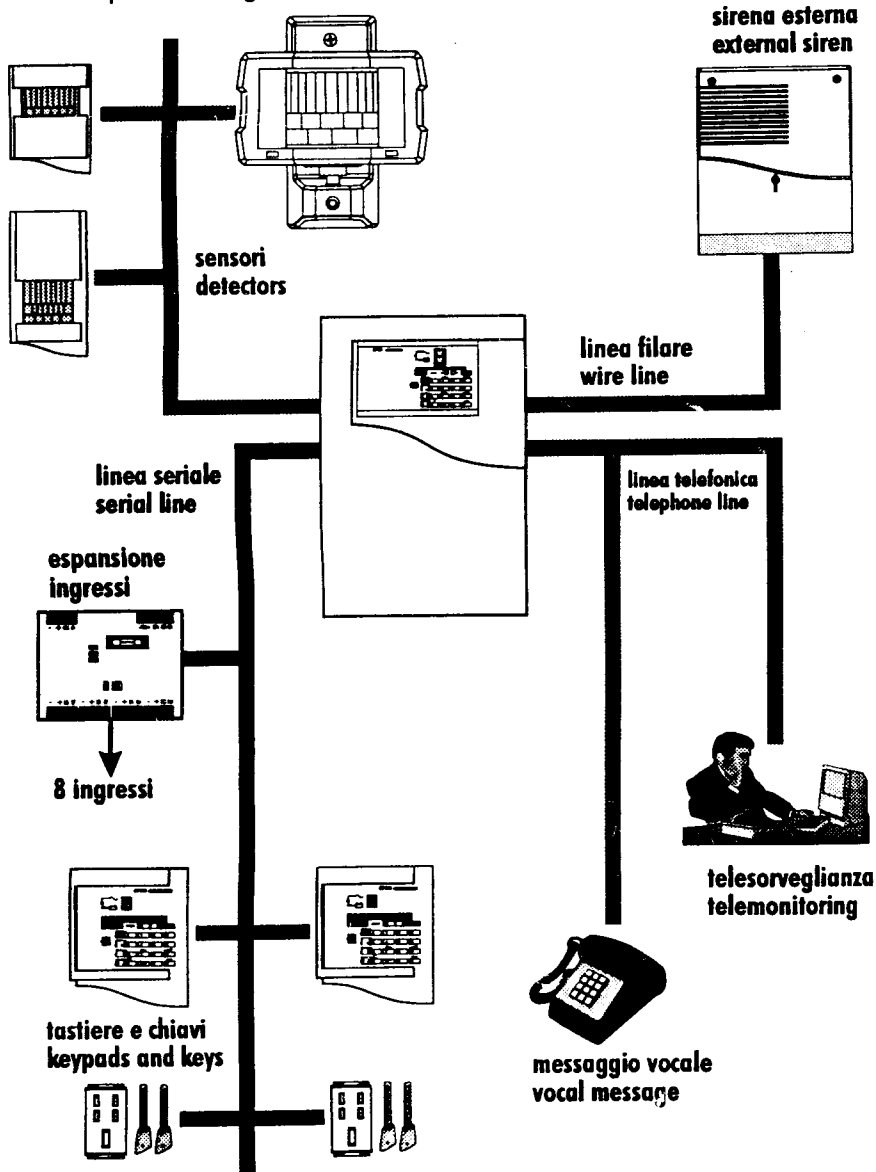 sirena esterna
external siren
sensori
detectors
linea filare
wire line
linea seriale
serial line
linea telefonica
telephone line
espansione
ingressi
8 ingressi
telesorveglianza
telemonitoring
tastiere e chiavi
keypads and keys
messaggio vocale
vocal message